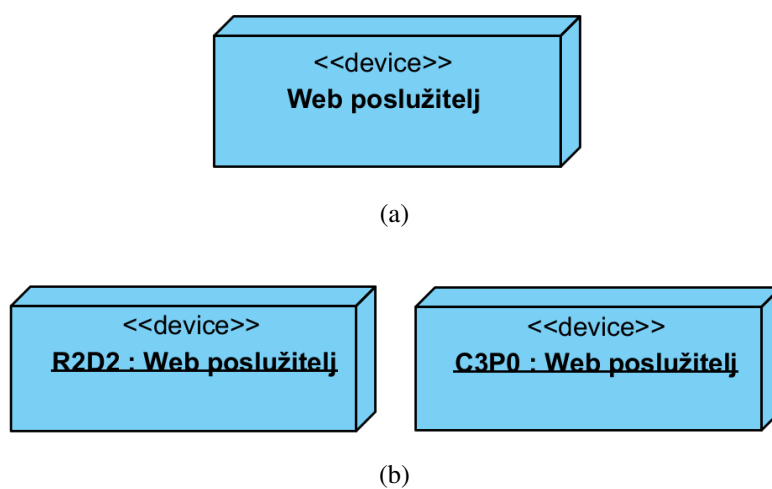 <<device>>
Web poslužitelj
(a)
<<device>>
R2D2 : Web poslužitelj
<<device>>
C3P0 : Web poslužitelj
(b)